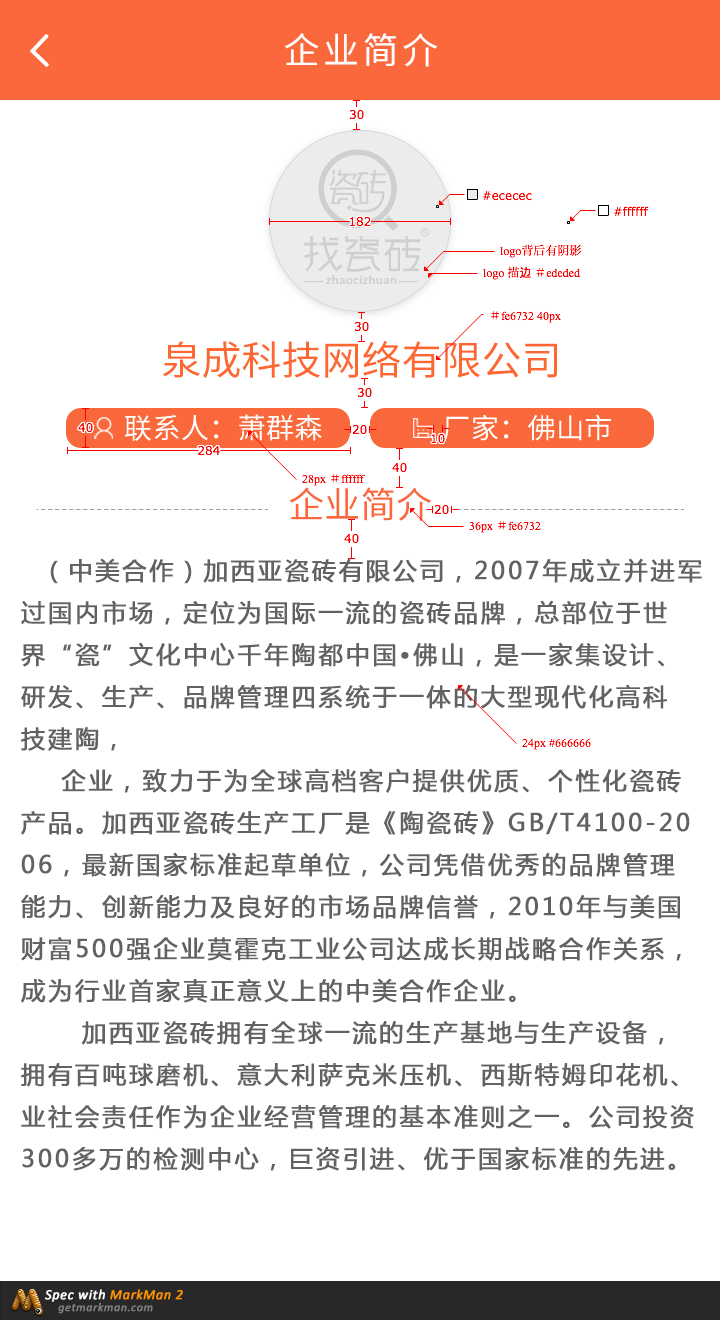 企业简介
30
瓷砖
#ececec
#ffffff
182
logo背后有阴影
找瓷砖®
logo 描边 ＃ededed
zhaocizhuan
30
＃fe6732 40px
泉成科技网络有限公司
30
40 联系人：萧群森 20 厂家：佛山市
10
284
40
28px ＃ffffff
企业简介 20
36px ＃fe6732
40
（中美合作）加西亚瓷砖有限公司，2007年成立并进军
过国内市场，定位为国际一流的瓷砖品牌，总部位于世
界“瓷”文化中心千年陶都中国•佛山，是一家集设计、
研发、生产、品牌管理四系统于一体的大型现代化高科
技建陶，
24px #666666
企业，致力于为全球高档客户提供优质、个性化瓷砖
产品。加西亚瓷砖生产工厂是《陶瓷砖》GB/T4100-20
06，最新国家标准起草单位，公司凭借优秀的品牌管理
能力、创新能力及良好的市场品牌信誉，2010年与美国
财富500强企业莫霍克工业公司达成长期战略合作关系，
成为行业首家真正意义上的中美合作企业。
加西亚瓷砖拥有全球一流的生产基地与生产设备，
拥有百吨球磨机、意大利萨克米压机、西斯特姆印花机、
业社会责任作为企业经营管理的基本准则之一。公司投资
300多万的检测中心，巨资引进、优于国家标准的先进。
Spec with MarkMan 2
getmarkman.com